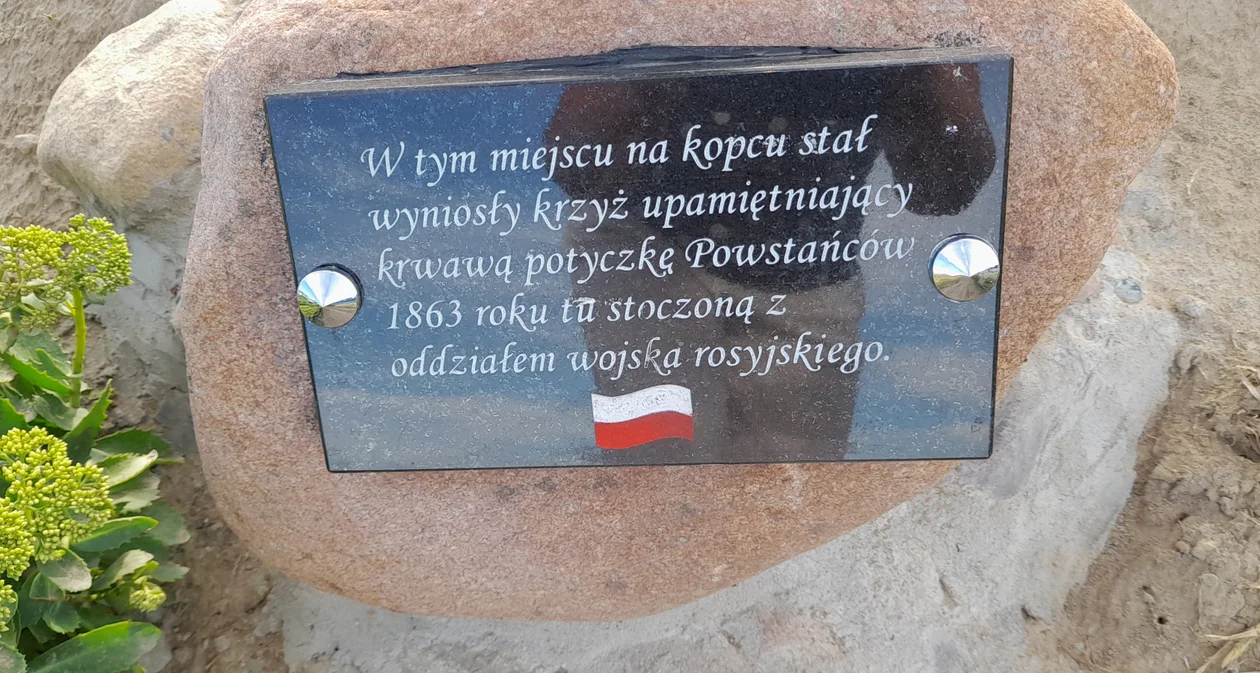 W tym miejscu na kopcu stał
wyniosły krzyż upamiętniający
krwawą potyczkę Powstańców
1863 roku tu stoczoną z
oddziałem wojska rosyjskiego.